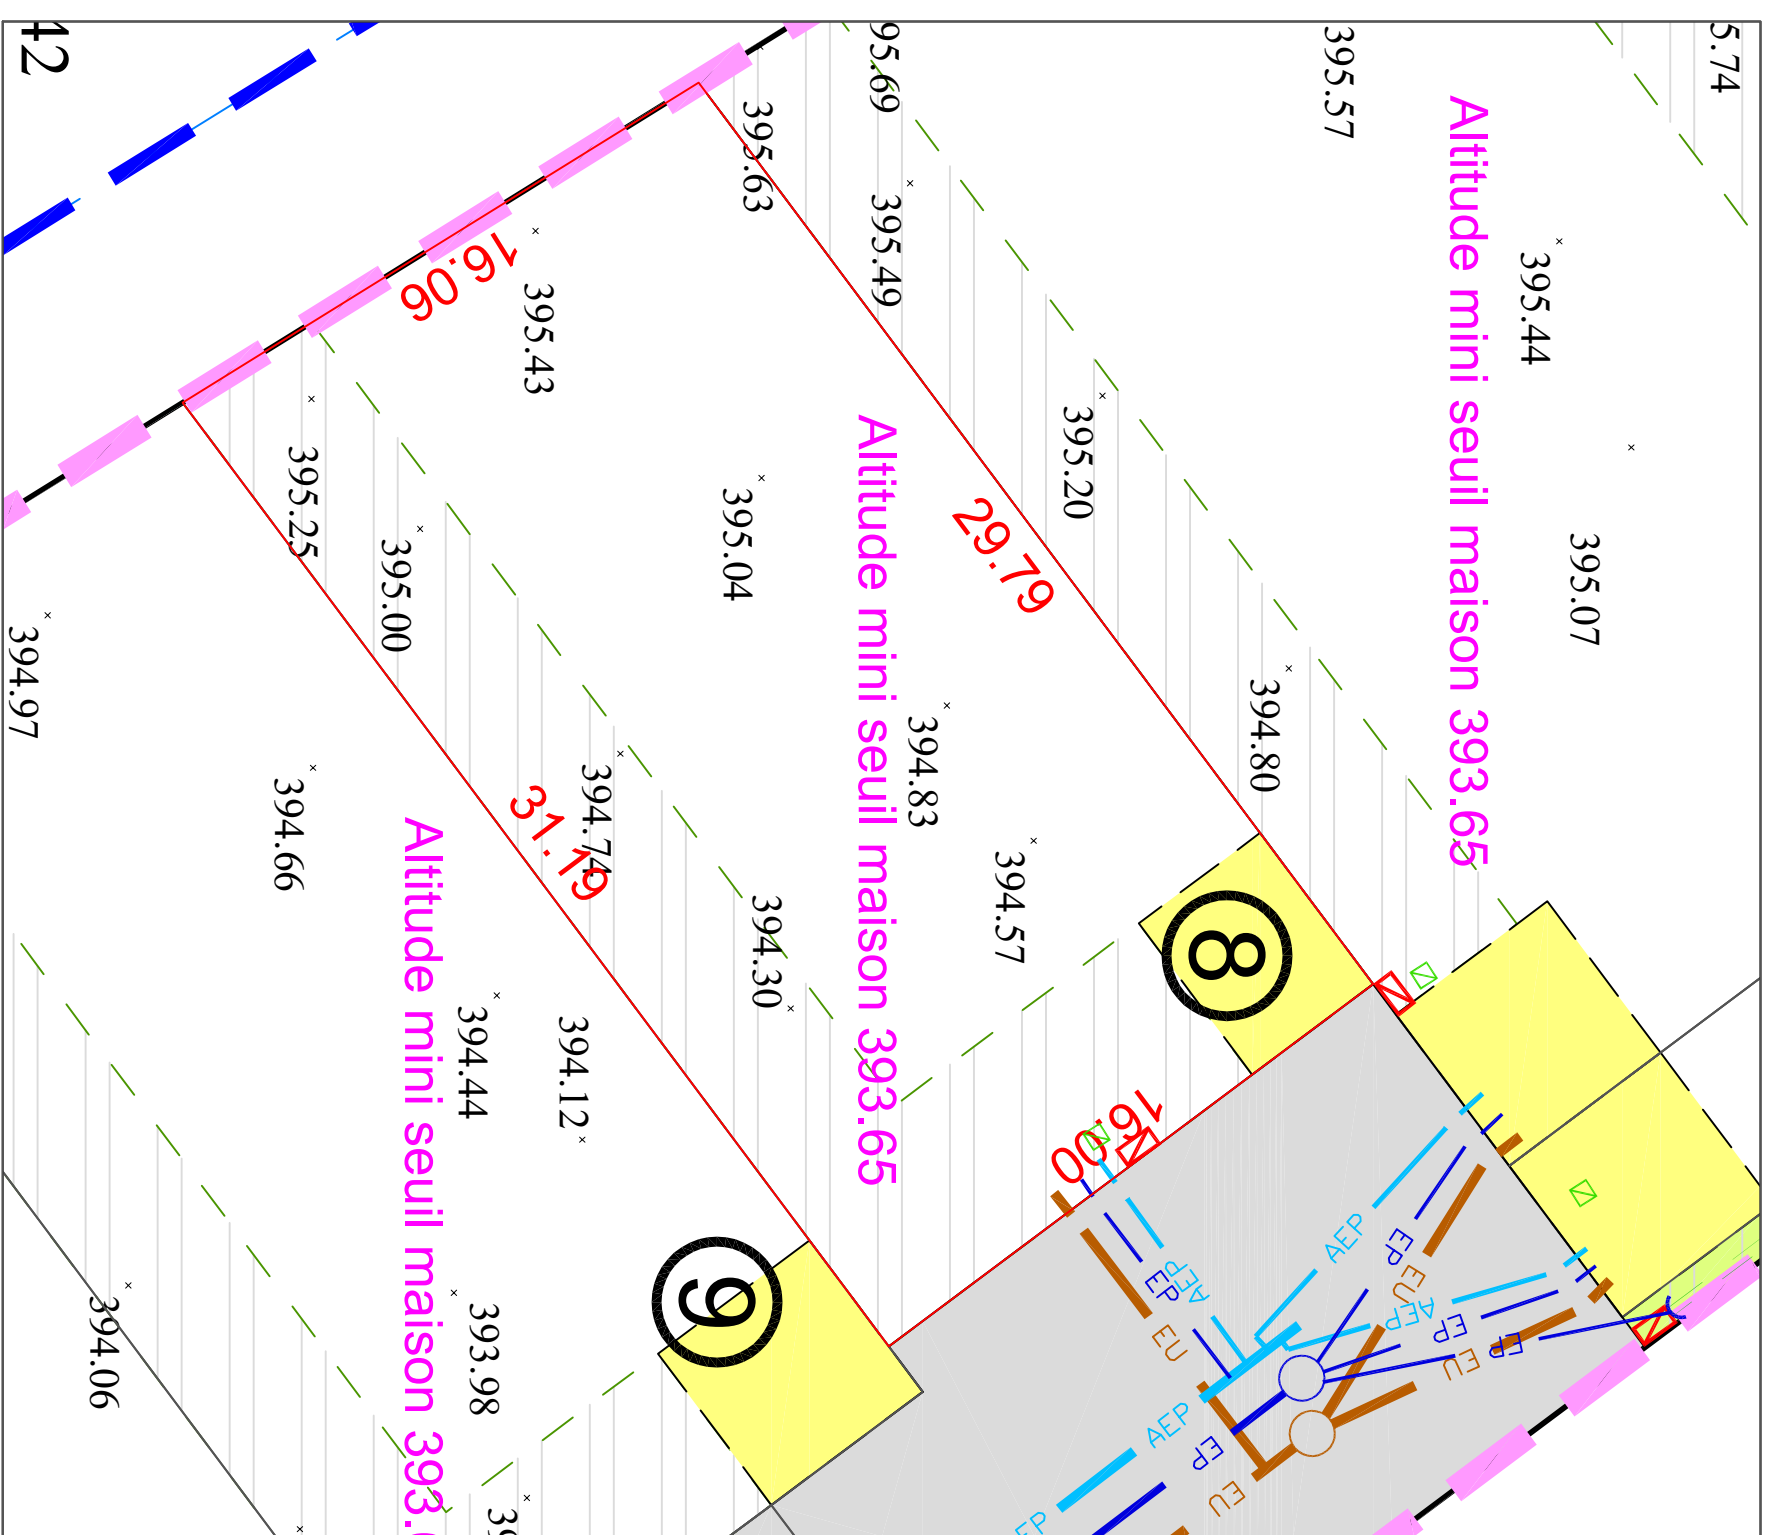 42
95.69
395.57
5.74
395.63
395.49
395.44
Altitude mini seuil maison 393.65
16.06
395.43
395.20
395.07
395.25
395.00
395.04
29.79
Altitude mini seuil maison 393.65
394.80
394.97
394.66
394.74
31.19
394.83
394.57
394.30
8
394.44
394.12
Altitude mini seuil maison 393.
16.00
394.06
393.98
9
AEP
EP
EU
AEP
EP
EU
AEP
EP
EU
EP
AEP
EP
EU
EP